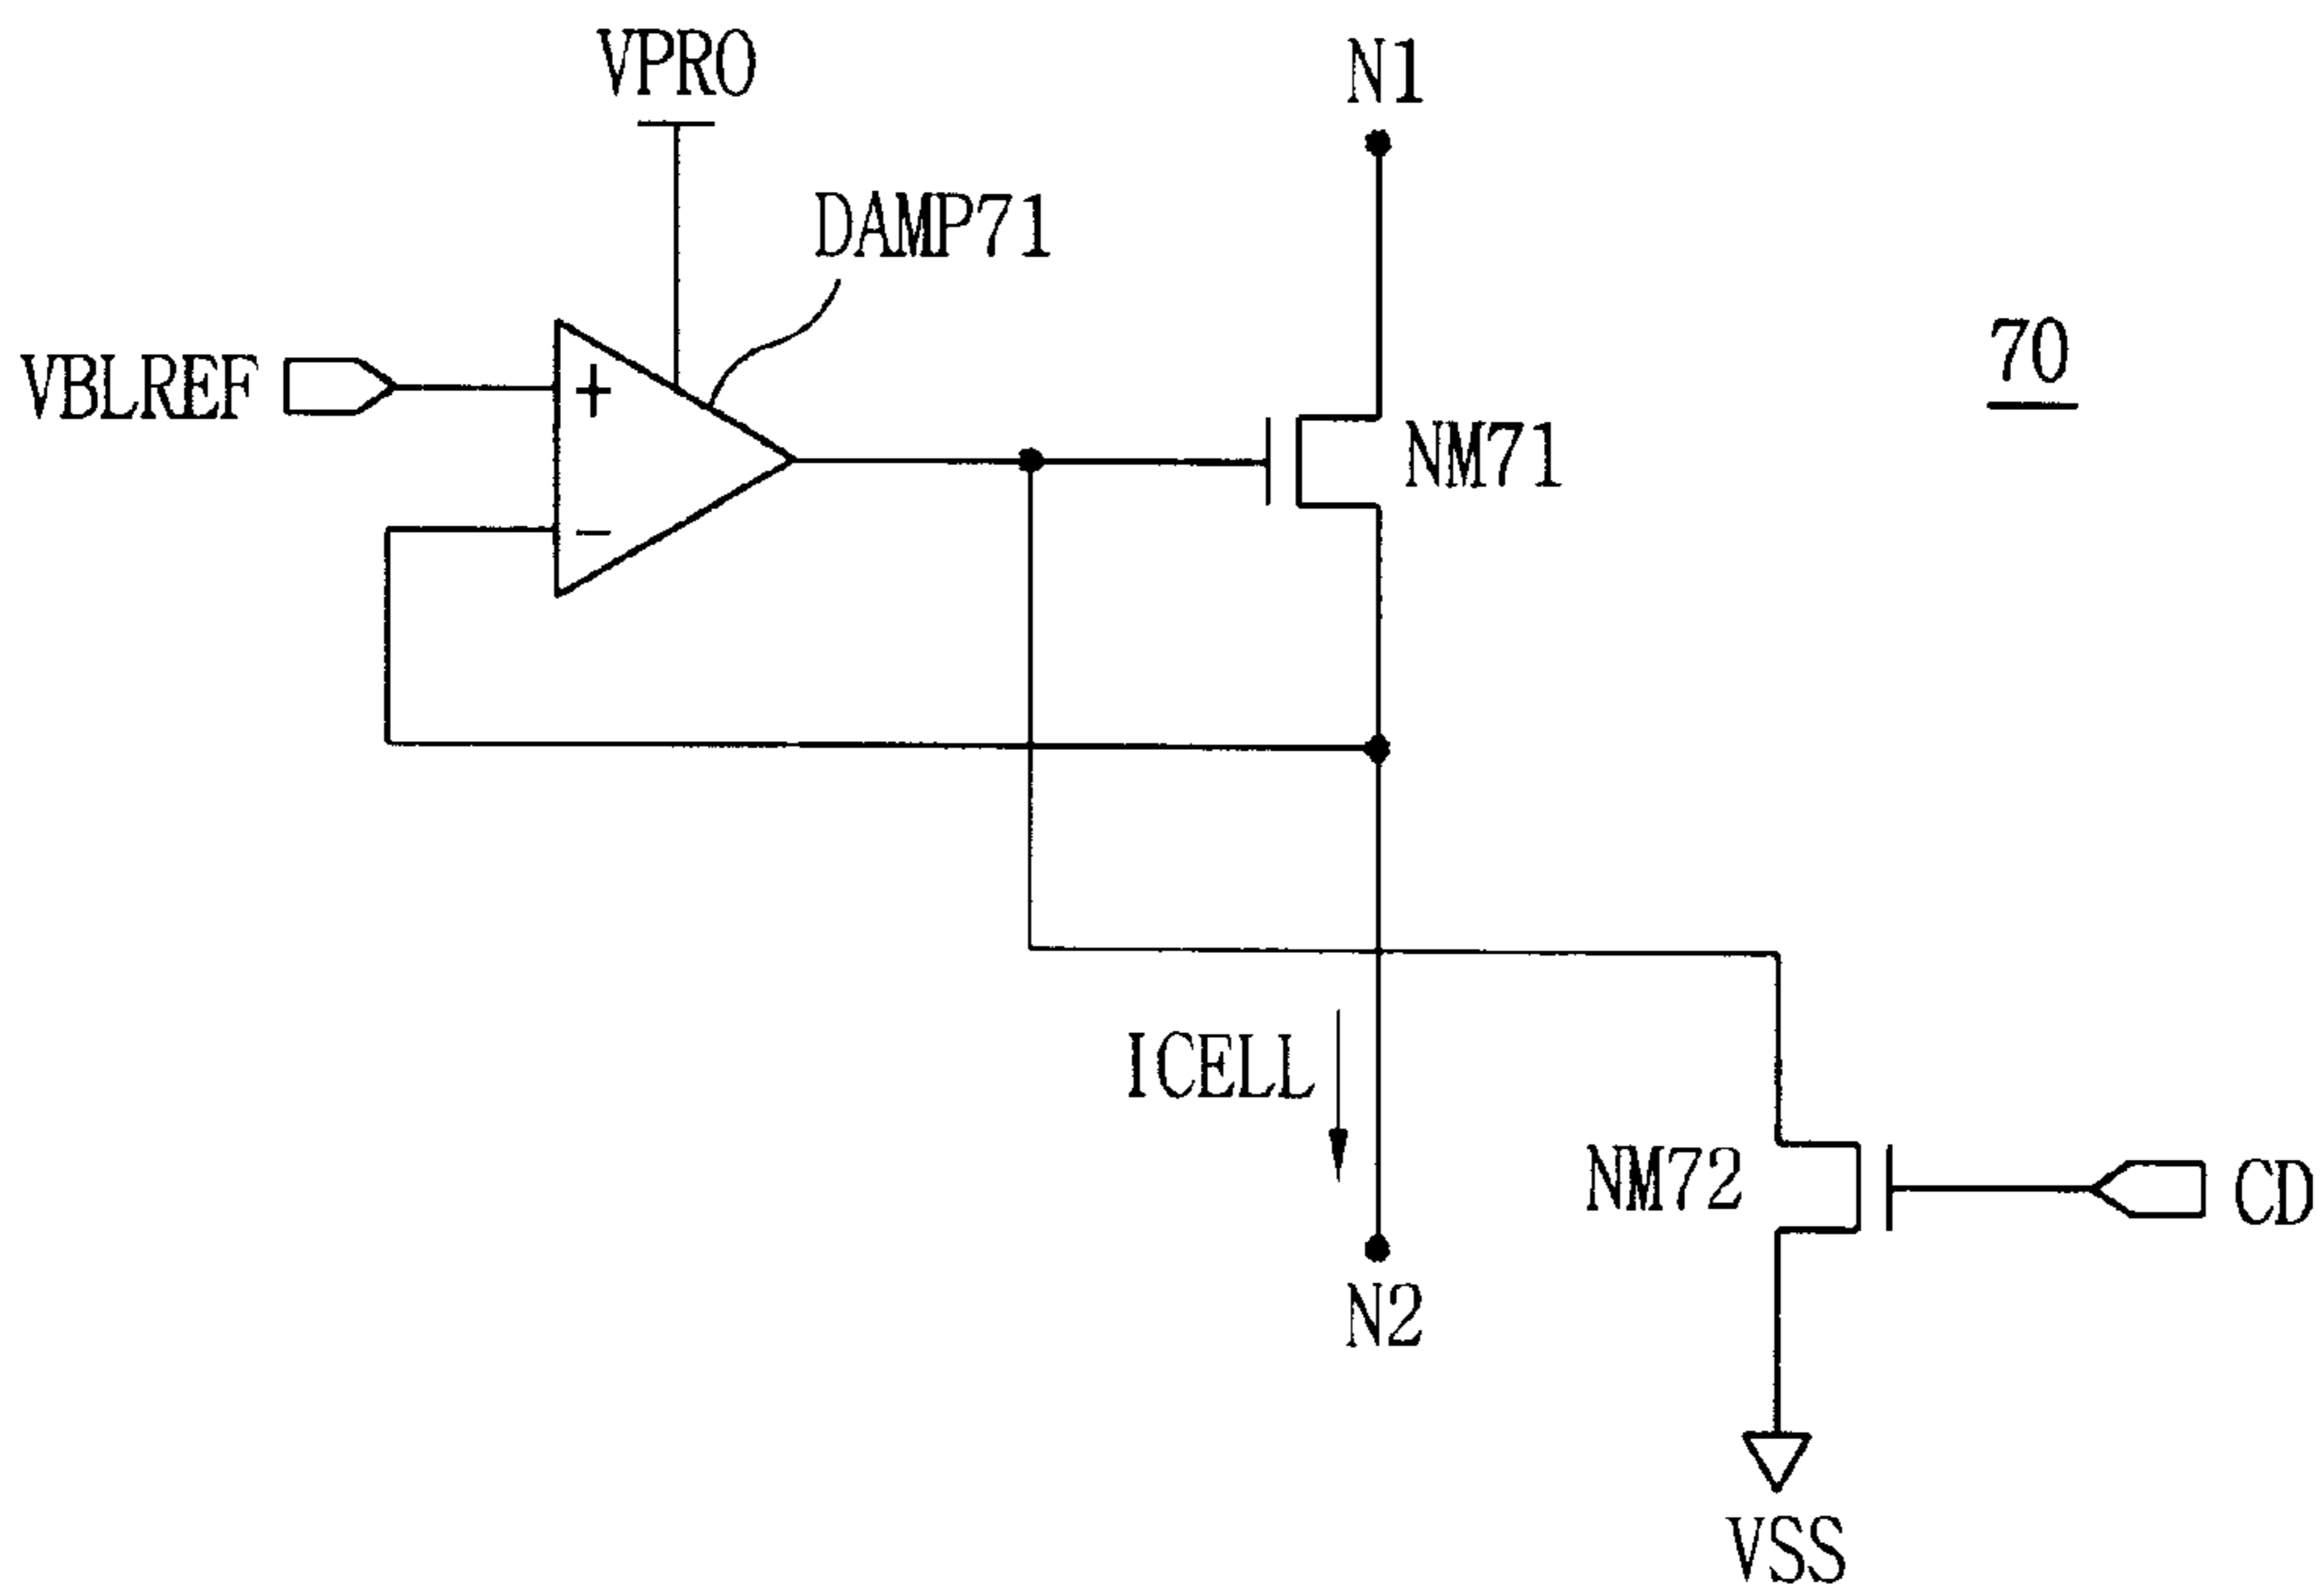 VPRO
N1
DAMP71
70
VBLREF
+
NM71
−
ICELL
NM72
CD
N2
VSS